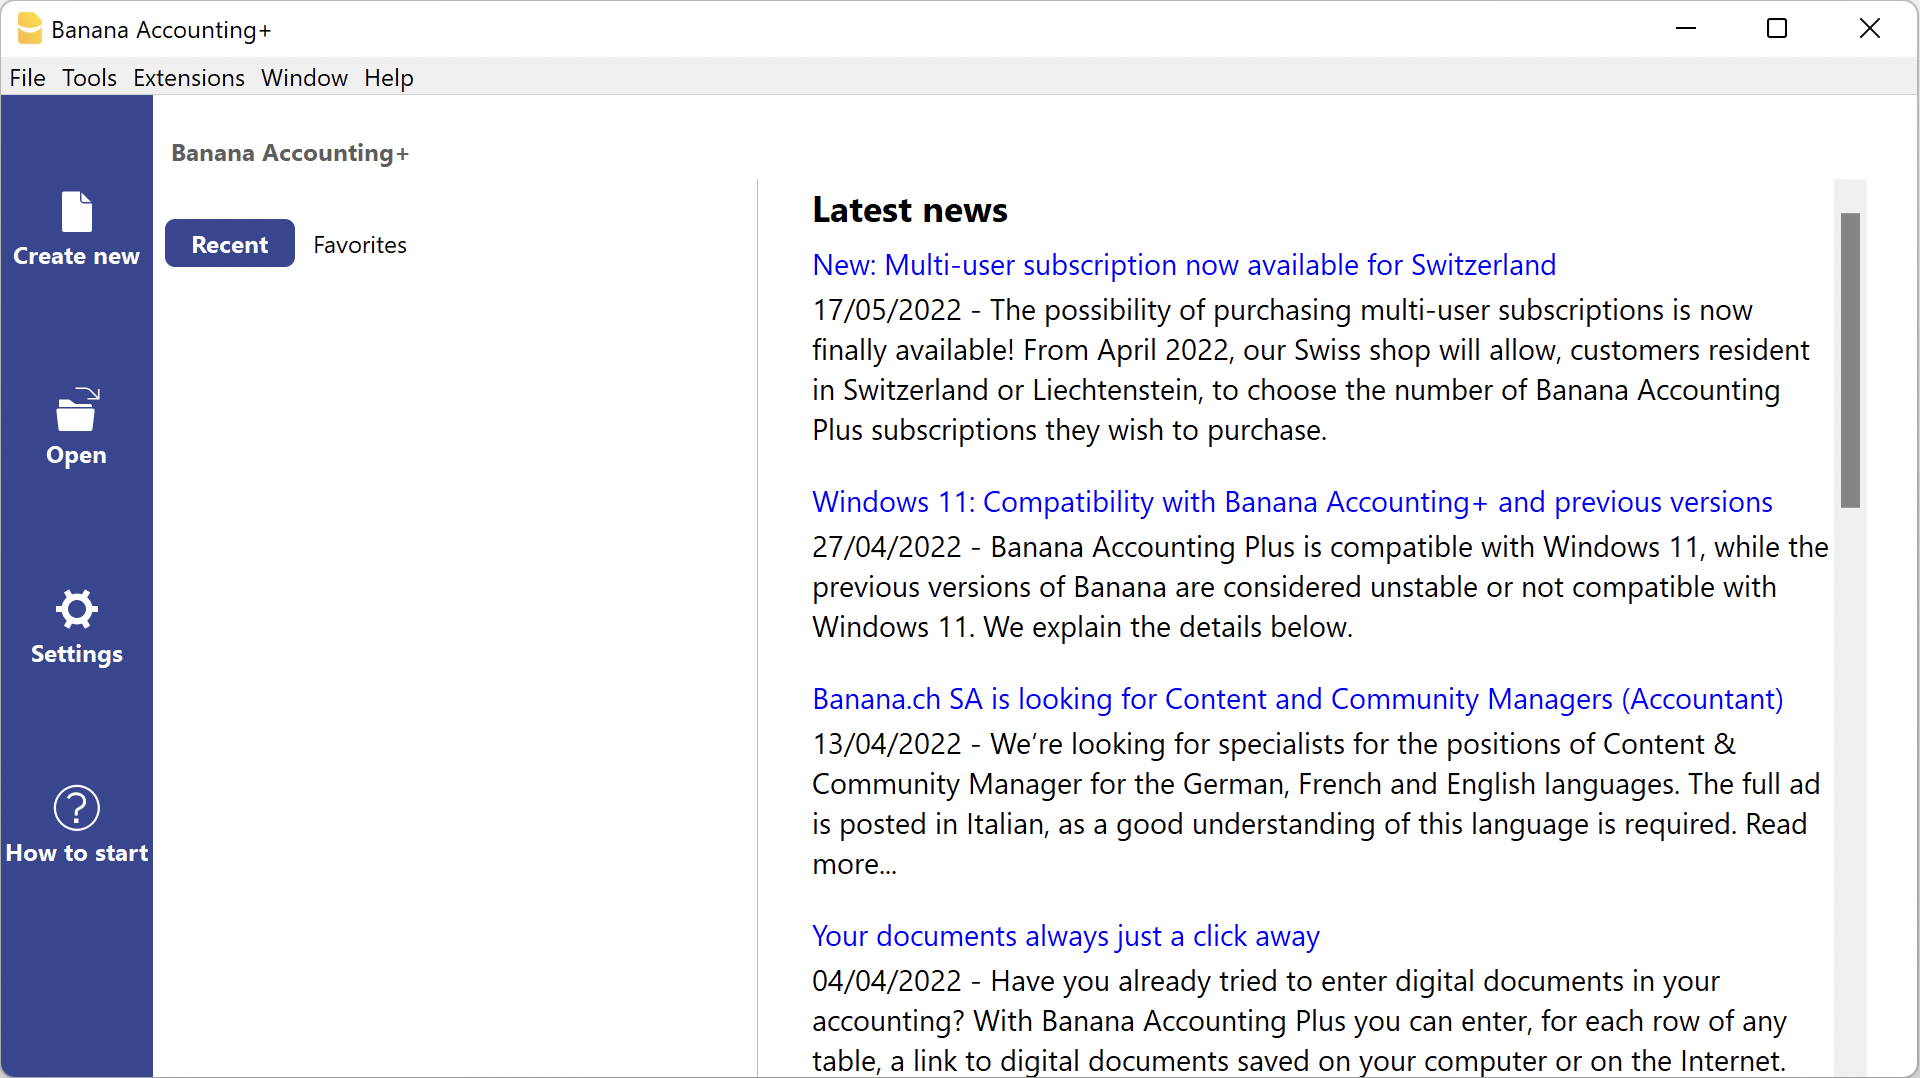 Banana Accounting+
File Tools Extensions Window Help
Create new
Open
Settings
How to start
Banana Accounting+
Recent Favorites
Latest news
New: Multi-user subscription now available for Switzerland
17/05/2022 - The possibility of purchasing multi-user subscriptions is now
finally available! From April 2022, our Swiss shop will allow, customers resident
in Switzerland or Liechtenstein, to choose the number of Banana Accounting
Plus subscriptions they wish to purchase.
Windows 11: Compatibility with Banana Accounting+ and previous versions
27/04/2022 - Banana Accounting Plus is compatible with Windows 11, while the
previous versions of Banana are considered unstable or not compatible with
Windows 11. We explain the details below.
Banana.ch SA is looking for Content and Community Managers (Accountant)
13/04/2022 - We’re looking for specialists for the positions of Content &
Community Manager for the German, French and English languages. The full ad
is posted in Italian, as a good understanding of this language is required. Read
more...
Your documents always just a click away
04/04/2022 - Have you already tried to enter digital documents in your
accounting? With Banana Accounting Plus you can enter, for each row of any
table, a link to digital documents saved on your computer or on the Internet.